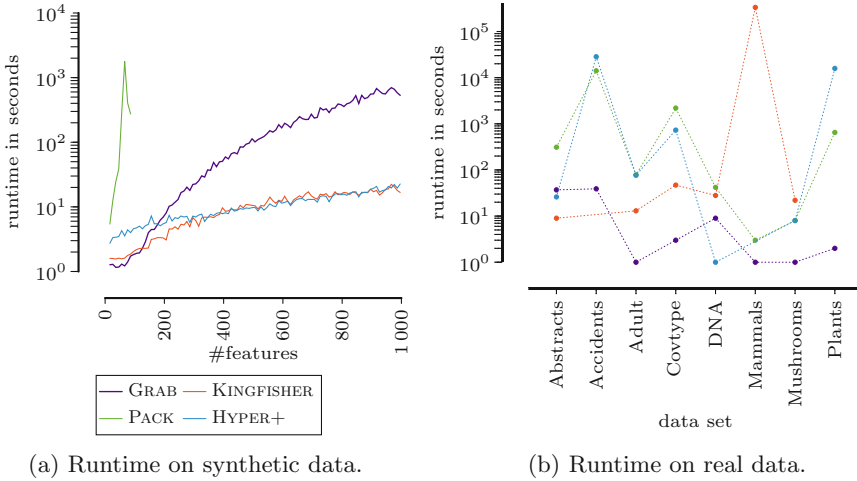 runtime in seconds
10^4
10^3
10^2
10^1
10^0
0
200
400
600
800
1 000
#features
GRAB
KINGFISHER
PACK
HYPER+
(a) Runtime on synthetic data.
runtime in seconds
10^5
10^4
10^3
10^2
10^1
10^0
Abstracts
Accidents
Adult
Covtype
DNA
Mammals
Mushrooms
Plants
data set
(b) Runtime on real data.